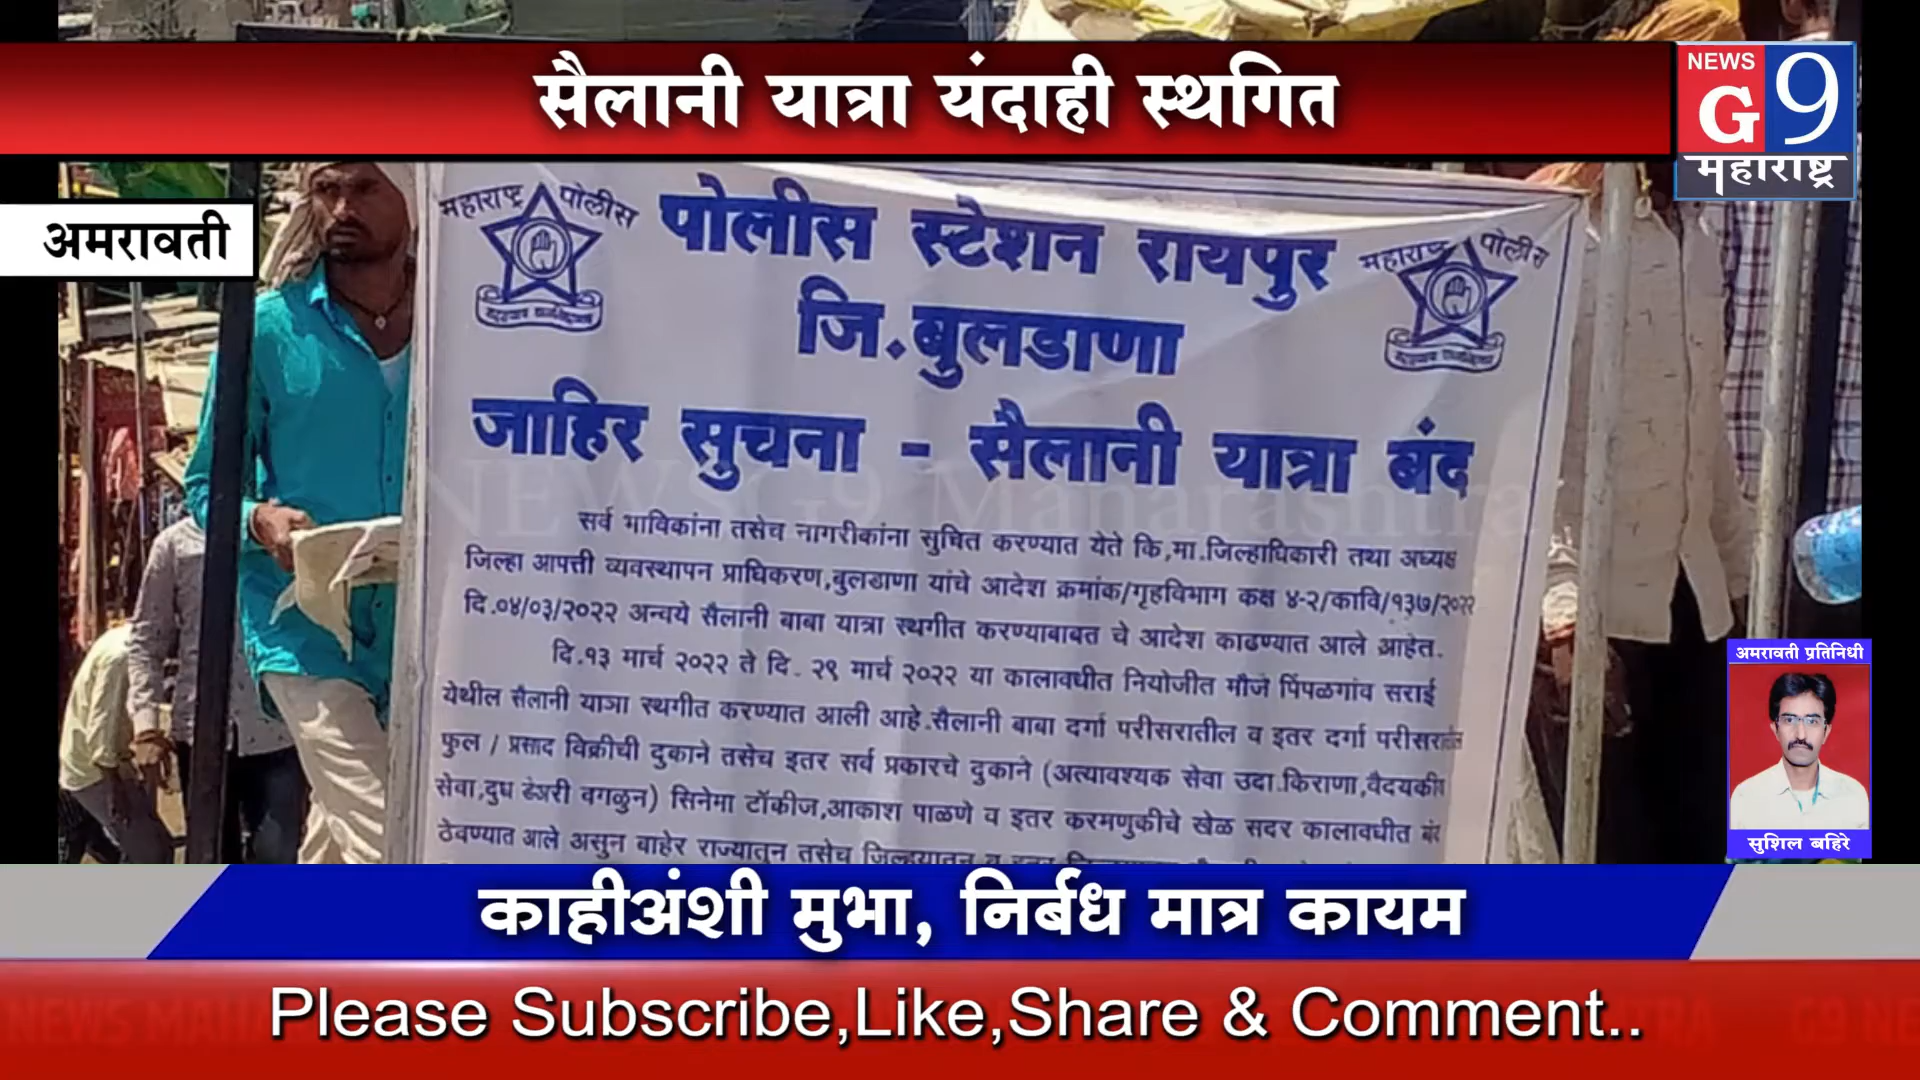 सैलानी यात्रा यंदाही स्थगित
NEWS
G9
महाराष्ट्र
अमरावती
महाराष्ट्र पोलीस
पोलीस स्टेशन रायपुर
महाराष्ट्र पोलीस
जि.बुलडाणा
जाहिर सुचना - सैलानी यात्रा बंद
NEWSG9 Maharashtra
सर्व भाविकांना तसेच नागरीकांना सुचित करण्यात येते कि,मा.जिल्हाधिकारी तथा अध्यक्ष
जिल्हा आपत्ती व्यवस्थापन प्राधिकरण,बुलडाणा यांचे आदेश क्रमांक/गृहविभाग कक्ष ४-२/कावि/१३७/२०२२
दि.०४/०३/२०२२ अन्वये सैलानी बाबा यात्रा स्थगीत करण्याबाबत चे आदेश काढण्यात आले आहेत.
दि.१३ मार्च २०२२ ते दि. २९ मार्च २०२२ या कालावधीत नियोजीत मौजे पिंपळगांव सराई
येथील सैलानी यात्रा स्थगीत करण्यात आली आहे.सैलानी बाबा दर्गा परीसरातील व इतर दर्गा परीसरातील
फुल / प्रसाद विक्रीची दुकाने तसेच इतर सर्व प्रकारचे दुकाने (अत्यावश्यक सेवा उदा.किराणा,वैदयकीय
सेवा,दुध डेअरी वगळुन) सिनेमा टॉकीज,आकाश पाळणे व इतर करमणुकीचे खेळ सदर कालावधीत बंद
ठेवण्यात आले असुन बाहेर राज्यातुन तसेच जिल्हयातुन व इतर
अमरावती प्रतिनिधी
सुशिल बहिरे
काहीअंशी मुभा, निर्बंध मात्र कायम
Please Subscribe,Like,Share & Comment..